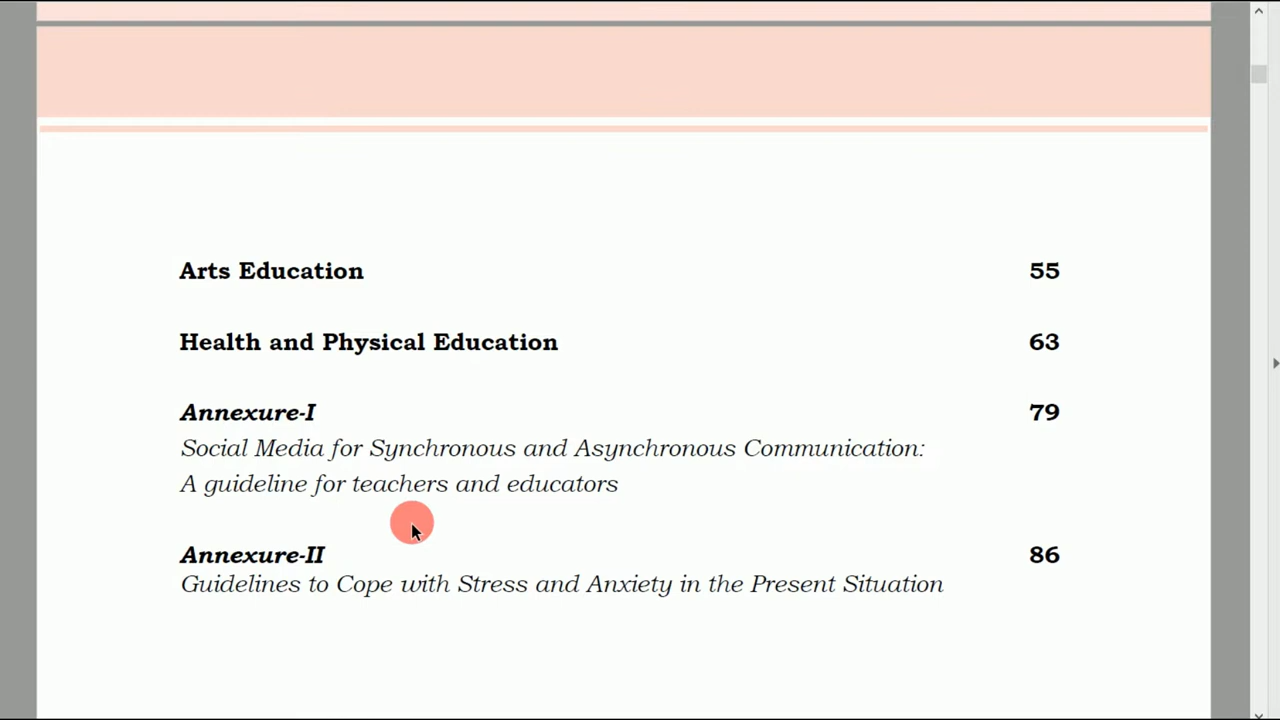 Arts Education 55
Health and Physical Education 63
Annexure-I 79
Social Media for Synchronous and Asynchronous Communication:
A guideline for teachers and educators
Annexure-II 86
Guidelines to Cope with Stress and Anxiety in the Present Situation